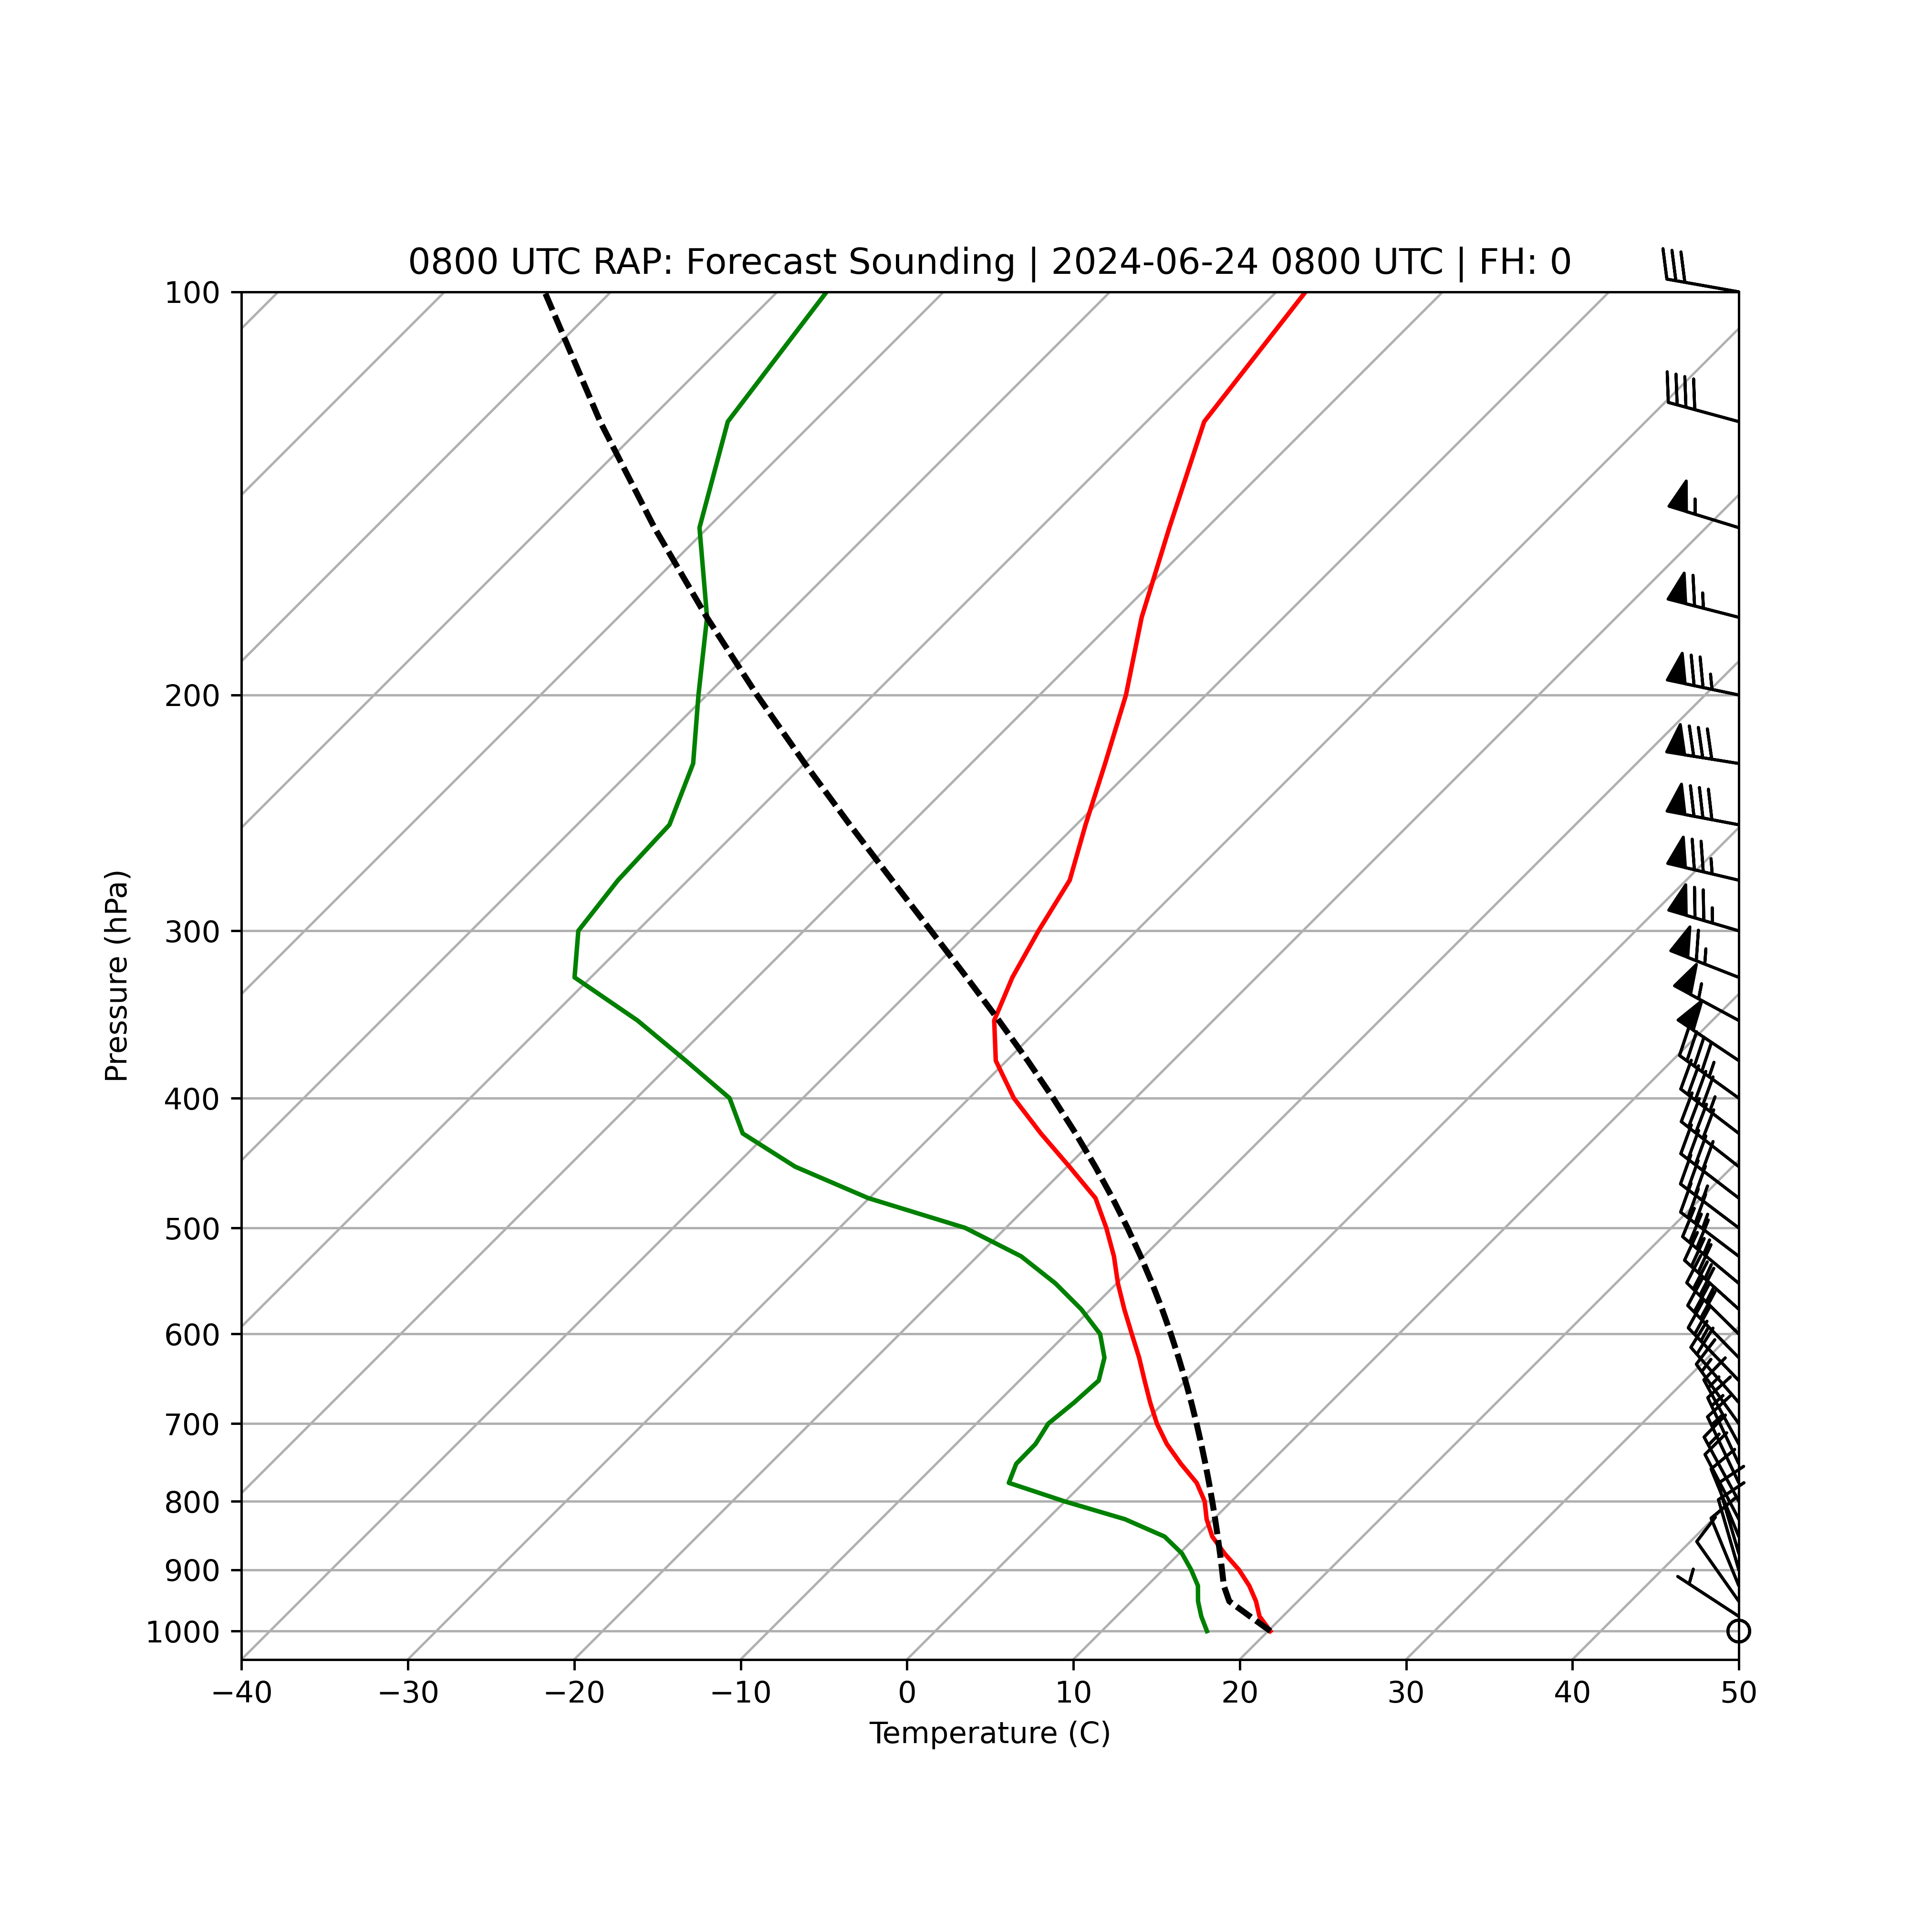 0800 UTC RAP: Forecast Sounding | 2024-06-24 0800 UTC | FH: 0
100
200
300
400
500
600
700
800
900
1000
Pressure (hPa)
−40 −30 −20 −10 0 10 20 30 40 50
Temperature (C)